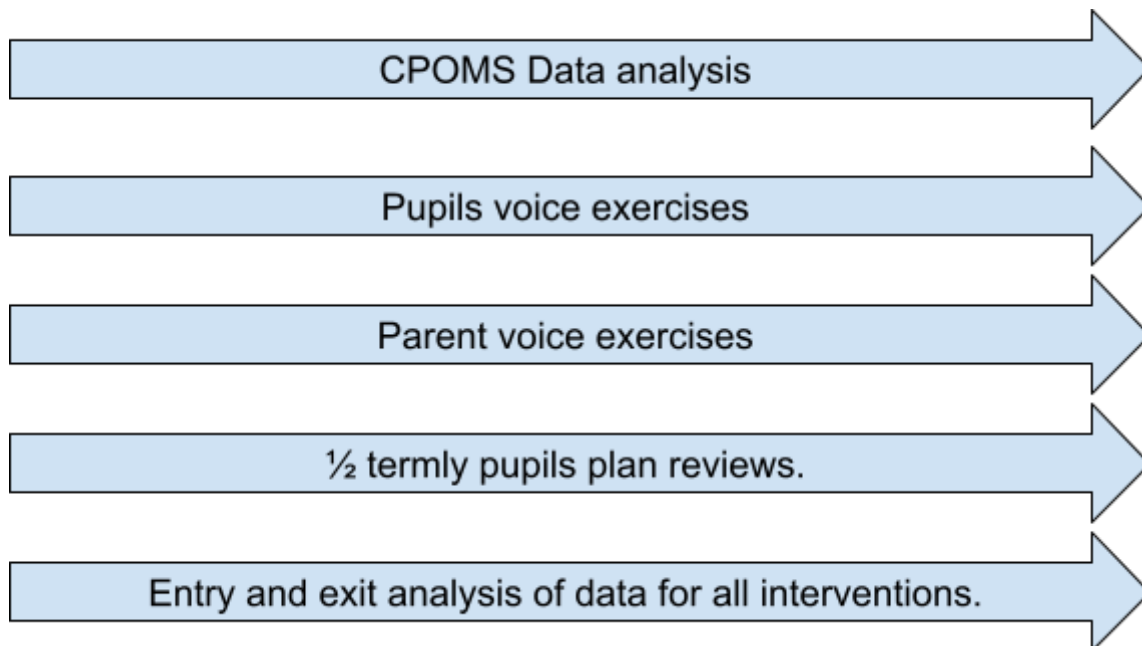 CPOMS Data analysis
Pupils voice exercises
Parent voice exercises
½ termly pupils plan reviews.
Entry and exit analysis of data for all interventions.